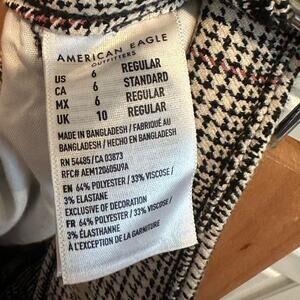 AMERICAN EAGLE
OUTFITTERS
US 6 REGULAR
CA 6 STANDARD
MX 6 REGULAR
UK 10 REGULAR
MADE IN BANGLADESH / FABRIQUÉ AU
BANGLADESH / HECHO EN BANGLADESH
RN 54485 / CA 03873
RFC# AEM120605U9A
EN 64% POLYESTER / 33% VISCOSE /
3% ELASTANE
EXCLUSIVE OF DECORATION
FR 64% POLYESTER / 33% VISCOSE /
3% ÉLASTHANNE
À L'EXCEPTION DE LA GARNITURE